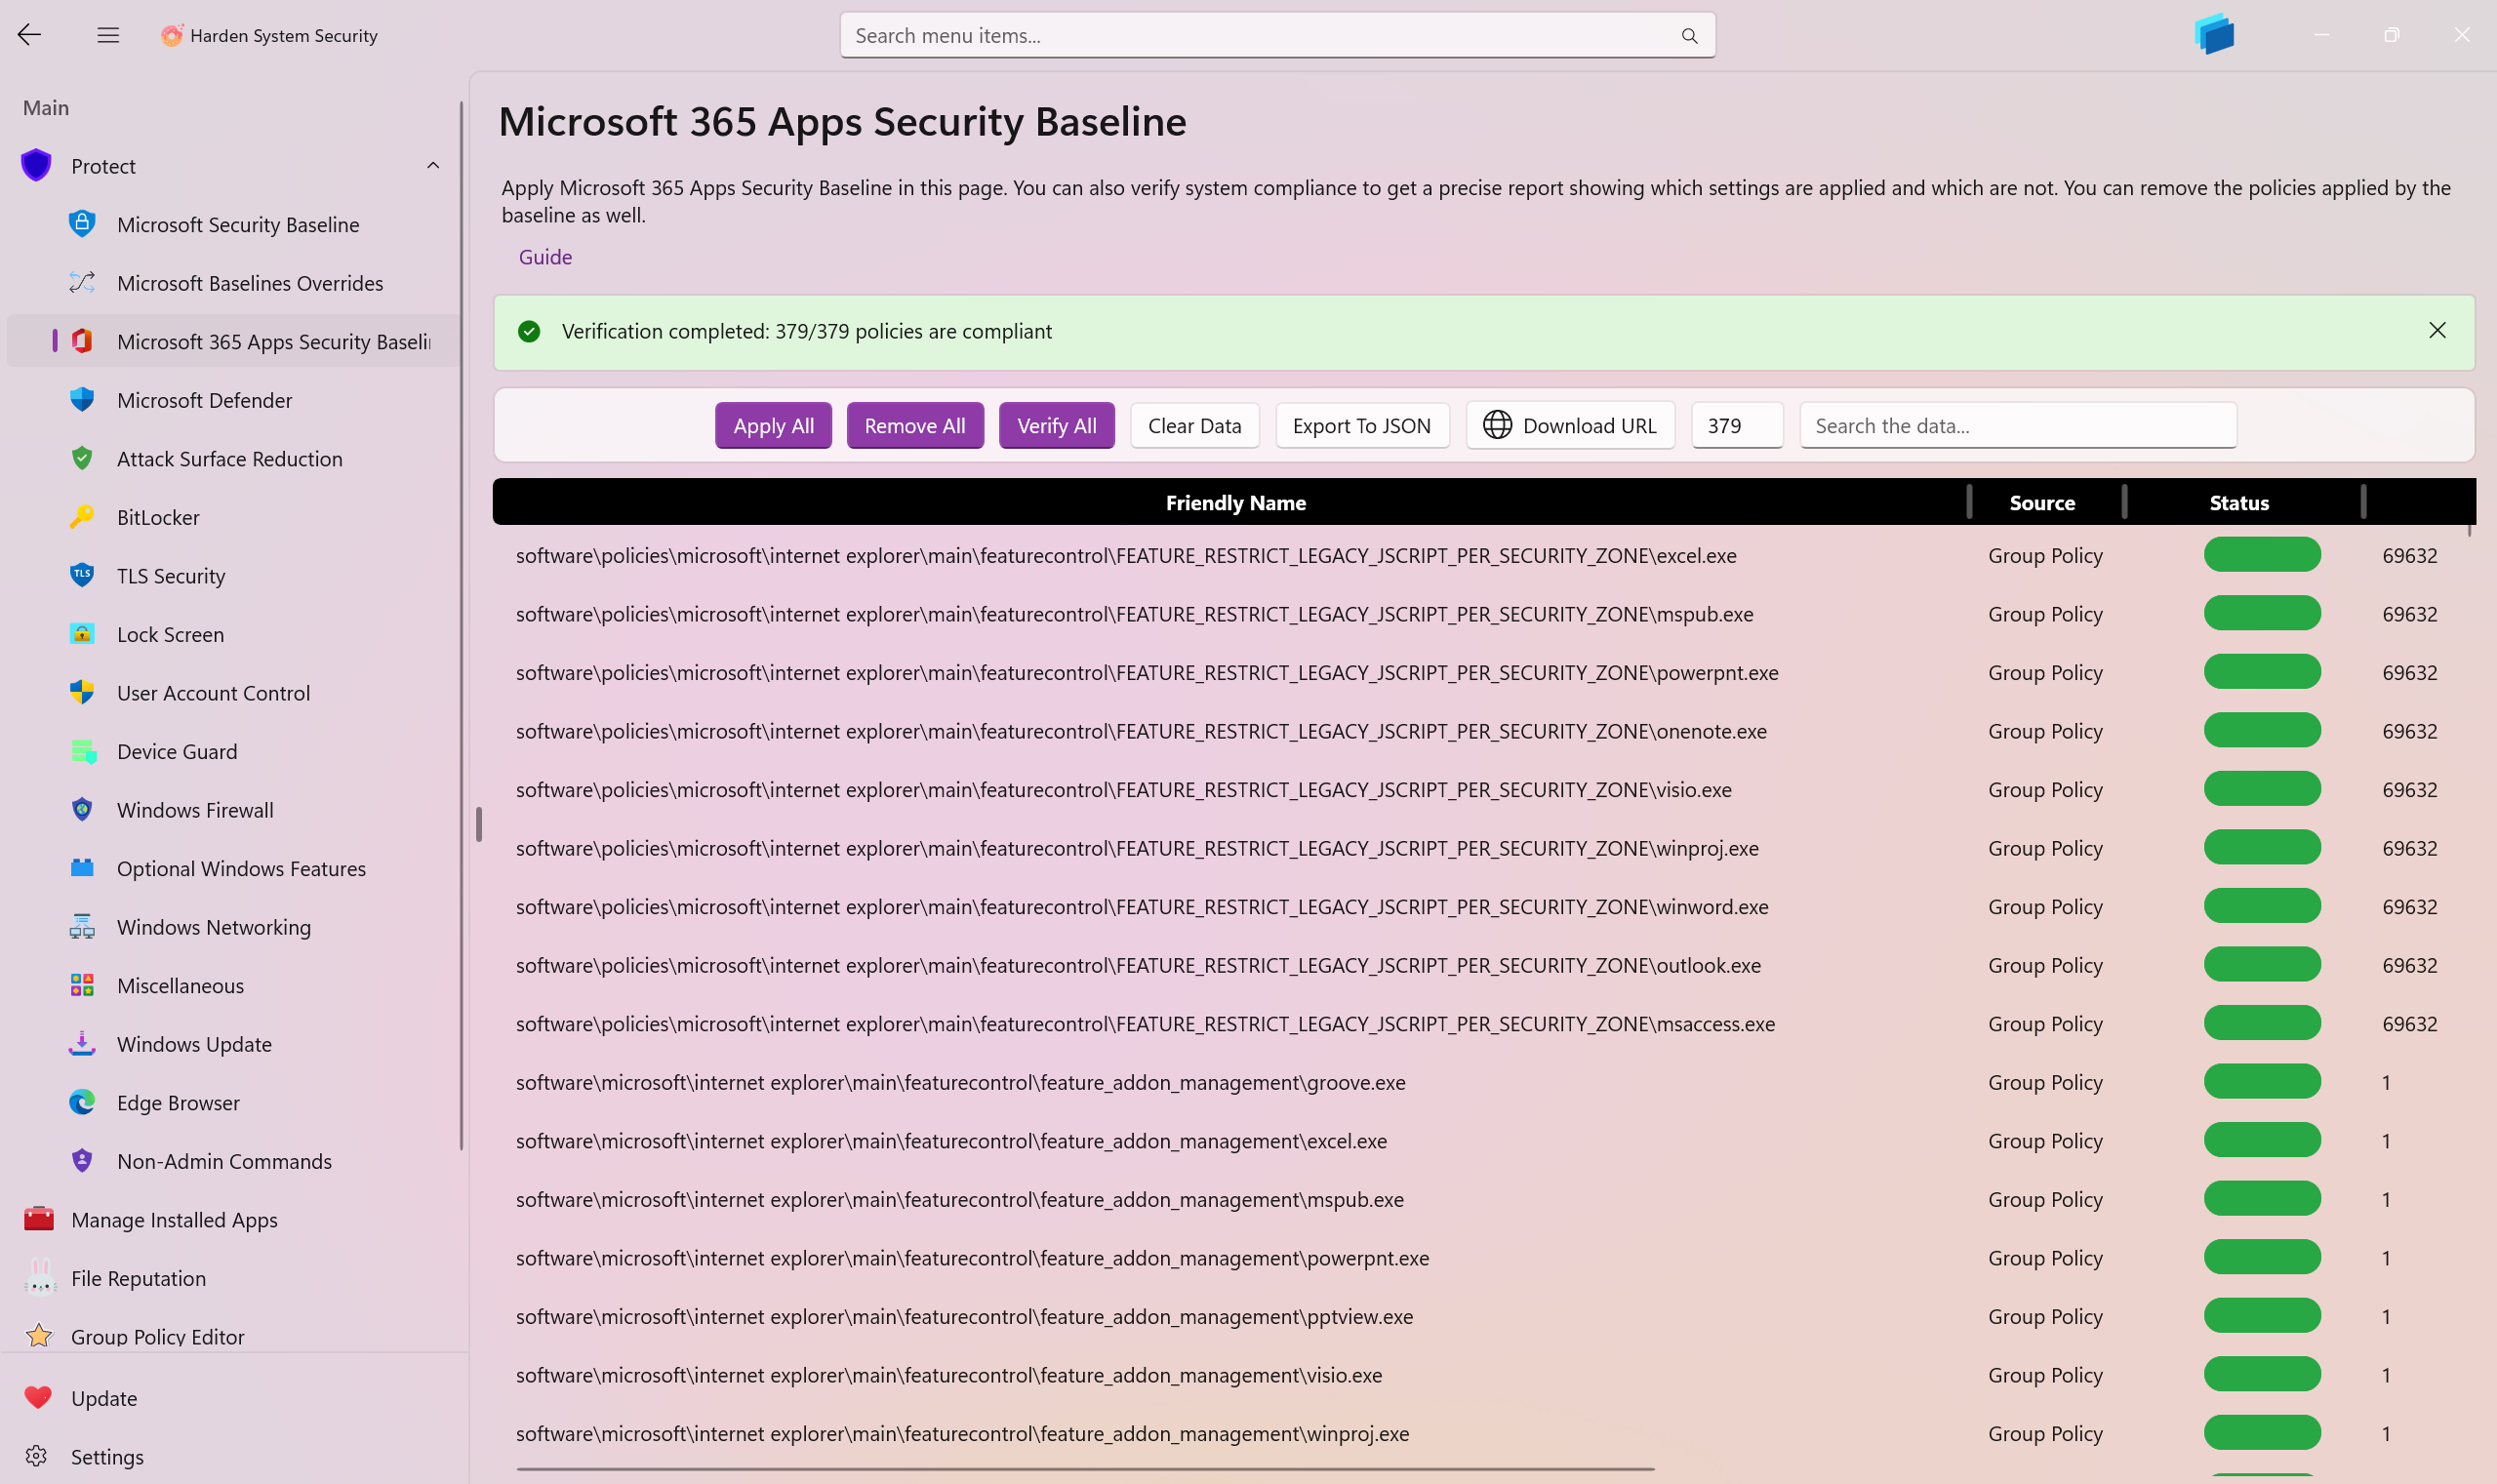 Harden System Security
Search menu items...
Main
Protect
Microsoft Security Baseline
Microsoft Baselines Overrides
Microsoft 365 Apps Security Baselin
Microsoft Defender
Attack Surface Reduction
BitLocker
TLS
TLS Security
Lock Screen
User Account Control
Device Guard
Windows Firewall
Optional Windows Features
Windows Networking
Miscellaneous
Windows Update
Edge Browser
Non-Admin Commands
Manage Installed Apps
File Reputation
Group Policy Editor
Update
Settings
Microsoft 365 Apps Security Baseline
Apply Microsoft 365 Apps Security Baseline in this page. You can also verify system compliance to get a precise report showing which settings are applied and which are not. You can remove the policies applied by the
baseline as well.
Guide
Verification completed: 379/379 policies are compliant
Apply All Remove All Verify All Clear Data Export To JSON Download URL 379 Search the data...
Friendly Name Source Status
software\policies\microsoft\internet explorer\main\featurecontrol\FEATURE_RESTRICT_LEGACY_JSCRIPT_PER_SECURITY_ZONE\excel.exe Group Policy 69632
software\policies\microsoft\internet explorer\main\featurecontrol\FEATURE_RESTRICT_LEGACY_JSCRIPT_PER_SECURITY_ZONE\mspub.exe Group Policy 69632
software\policies\microsoft\internet explorer\main\featurecontrol\FEATURE_RESTRICT_LEGACY_JSCRIPT_PER_SECURITY_ZONE\powerpnt.exe Group Policy 69632
software\policies\microsoft\internet explorer\main\featurecontrol\FEATURE_RESTRICT_LEGACY_JSCRIPT_PER_SECURITY_ZONE\onenote.exe Group Policy 69632
software\policies\microsoft\internet explorer\main\featurecontrol\FEATURE_RESTRICT_LEGACY_JSCRIPT_PER_SECURITY_ZONE\visio.exe Group Policy 69632
software\policies\microsoft\internet explorer\main\featurecontrol\FEATURE_RESTRICT_LEGACY_JSCRIPT_PER_SECURITY_ZONE\winproj.exe Group Policy 69632
software\policies\microsoft\internet explorer\main\featurecontrol\FEATURE_RESTRICT_LEGACY_JSCRIPT_PER_SECURITY_ZONE\winword.exe Group Policy 69632
software\policies\microsoft\internet explorer\main\featurecontrol\FEATURE_RESTRICT_LEGACY_JSCRIPT_PER_SECURITY_ZONE\outlook.exe Group Policy 69632
software\policies\microsoft\internet explorer\main\featurecontrol\FEATURE_RESTRICT_LEGACY_JSCRIPT_PER_SECURITY_ZONE\msaccess.exe Group Policy 69632
software\microsoft\internet explorer\main\featurecontrol\feature_addon_management\groove.exe Group Policy 1
software\microsoft\internet explorer\main\featurecontrol\feature_addon_management\excel.exe Group Policy 1
software\microsoft\internet explorer\main\featurecontrol\feature_addon_management\mspub.exe Group Policy 1
software\microsoft\internet explorer\main\featurecontrol\feature_addon_management\powerpnt.exe Group Policy 1
software\microsoft\internet explorer\main\featurecontrol\feature_addon_management\pptview.exe Group Policy 1
software\microsoft\internet explorer\main\featurecontrol\feature_addon_management\visio.exe Group Policy 1
software\microsoft\internet explorer\main\featurecontrol\feature_addon_management\winproj.exe Group Policy 1